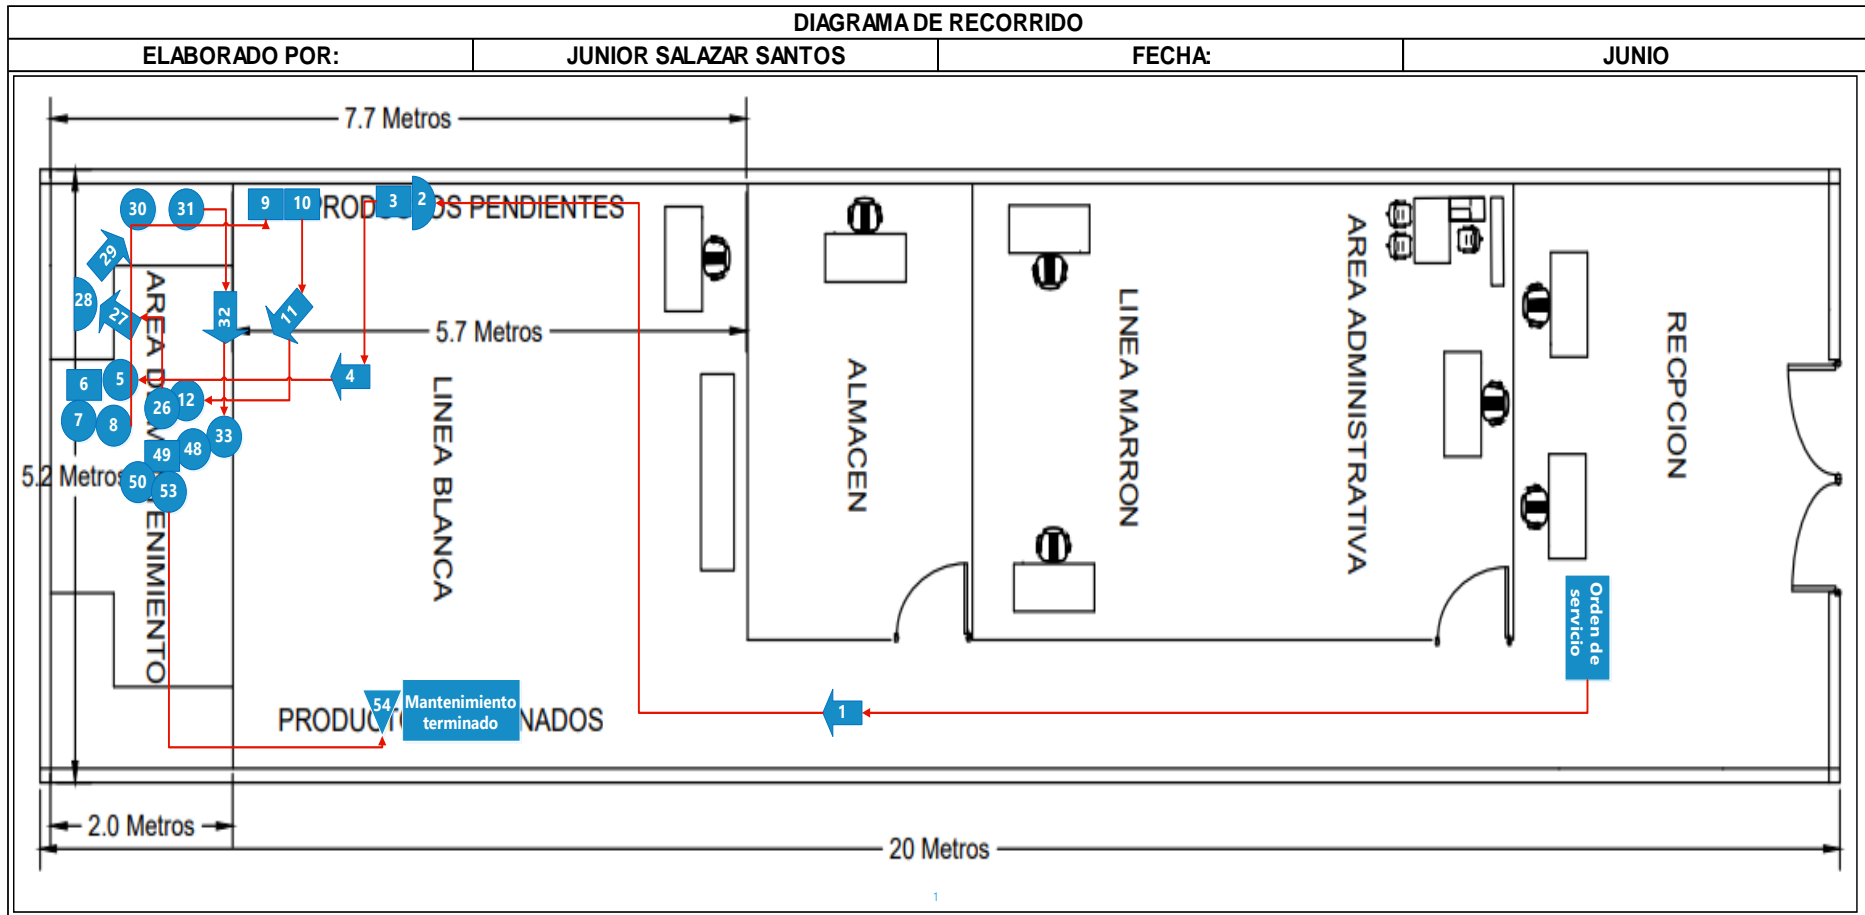 DIAGRAMA DE RECORRIDO
ELABORADO POR:
JUNIOR SALAZAR SANTOS
FECHA:
JUNIO
7.7 Metros
30
31
9
10
PRODUCTOS PENDIENTES
3
2
29
28
27
32
11
5.7 Metros
4
6
5
7
8
26
12
33
48
49
50
53
5.2 Metros
AREA DE MANTENIMIENTO
LINEA BLANCA
ALMACEN
LINEA MARRON
AREA ADMINISTRATIVA
RECPCION
Orden de
servicio
1
54
Mantenimiento
terminado
PRODUCTOS
NADOS
2.0 Metros
20 Metros
1